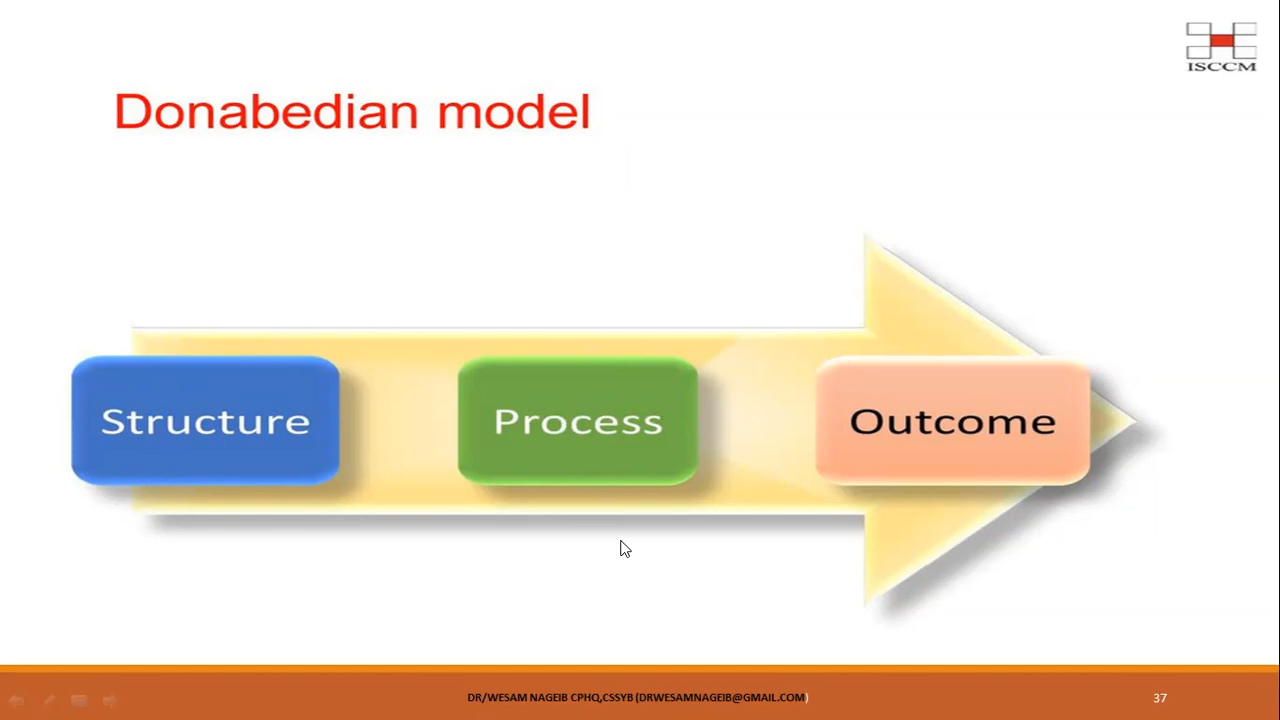 ISCCM
Donabedian model
Structure
Process
Outcome
DR/WESAM NAGEIB CPHQ,CSSYB (DRWESAMNAGEIB@GMAIL.COM)
37